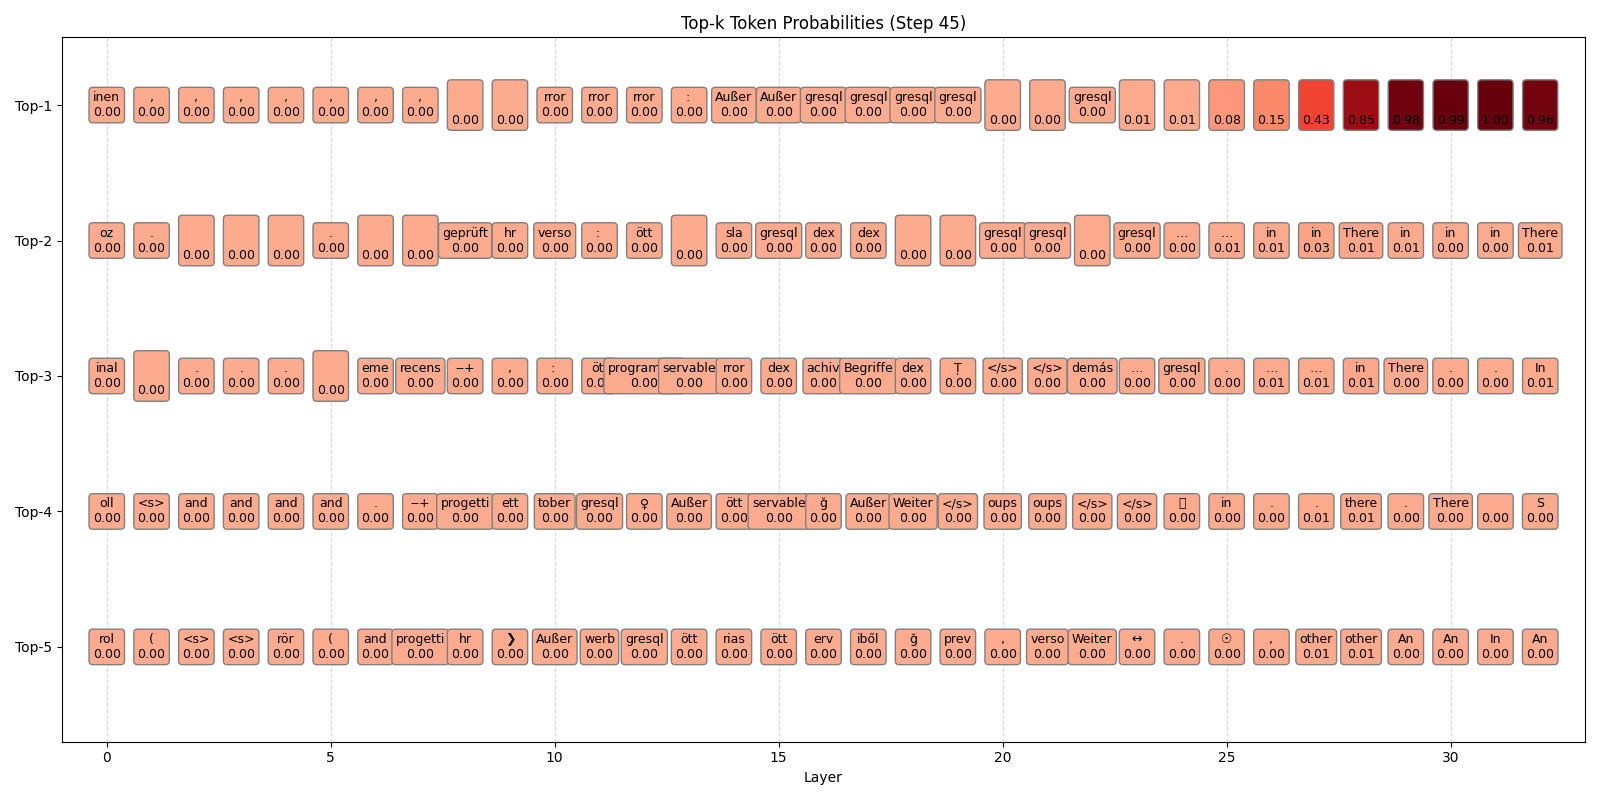 Top-k Token Probabilities (Step 45)
Top-1
inen , , , , , , , rror rror rror : Außer Außer gresql gresql gresql gresql gresql
0.00 0.00 0.00 0.00 0.00 0.00 0.00 0.00 0.00 0.00 0.00 0.00 0.00 0.00 0.00 0.00 0.00 0.00 0.00 0.00 0.00 0.00 0.00 0.01 0.01 0.08 0.15 0.43 0.85 0.98 0.99 1.00 0.96
Top-2
oz . . geprüft hr verso : ött sla gresql dex dex gresql gresql gresql ... ... in in There in in in There
0.00 0.00 0.00 0.00 0.00 0.00 0.00 0.00 0.00 0.00 0.00 0.00 0.00 0.00 0.00 0.00 0.00 0.00 0.00 0.00 0.00 0.00 0.00 0.00 0.00 0.01 0.01 0.03 0.01 0.01 0.00 0.00 0.01
Top-3
inal . . . eme recens −+ , : öt program servable rror dex achiv Begriffe dex Ț </s> </s> demás ... gresql . ... ... in There . . In
0.00 0.00 0.00 0.00 0.00 0.00 0.00 0.00 0.00 0.00 0.00 0.0 0.00 0.00 0.00 0.00 0.00 0.00 0.00 0.00 0.00 0.00 0.00 0.00 0.00 0.00 0.01 0.01 0.01 0.00 0.00 0.00 0.01
Top-4
oll <s> and and and and . −+ progetti ett tober gresql ♀ Außer ött servable ğ Außer Weiter </s> oups oups </s> </s> in . . there . There S
0.00 0.00 0.00 0.00 0.00 0.00 0.00 0.00 0.00 0.00 0.00 0.00 0.00 0.00 0.00 0.00 0.00 0.00 0.00 0.00 0.00 0.00 0.00 0.00 0.00 0.00 0.00 0.01 0.01 0.00 0.00 0.00 0.00
Top-5
rol ( <s> <s> rör ( and progetti hr ❯ Außer werb gresql ött rias ött erv iből ğ prev , verso Weiter ↔ . ☉ , other other An An In An
0.00 0.00 0.00 0.00 0.00 0.00 0.00 0.00 0.00 0.00 0.00 0.00 0.00 0.00 0.00 0.00 0.00 0.00 0.00 0.00 0.00 0.00 0.00 0.00 0.00 0.00 0.00 0.01 0.01 0.00 0.00 0.00 0.00
0 5 10 15 20 25 30
Layer